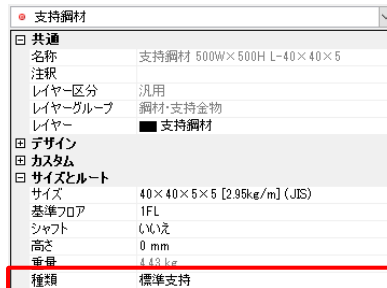 支持鋼材
共通
名称 支持鋼材 500W×500H L-40×40×5
注釈
レイヤー区分 汎用
レイヤーグループ 鋼材・支持金物
レイヤー 支持鋼材
デザイン
カスタム
サイズとルート
サイズ 40×40×5×5 [2.95kg/m] (JIS)
基準フロア 1FL
シャフト いいえ
高さ 0 mm
重量 4.43 kg
種類 標準支持